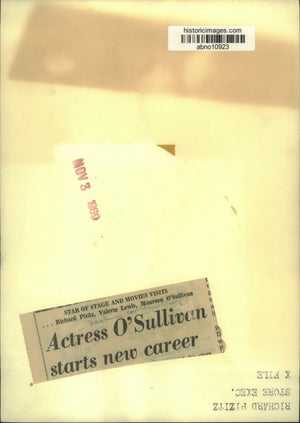 historicimages.com
abno10923
NOV 3 1969
STAR OF STAGE AND MOVIES VISITS
... Richard Pizitz, Valerie Lewis, Maureen O'Sullivan
Actress O'Sullivan
starts new career
RICHARD PIZITZ
STORE EXEC.
X FILE